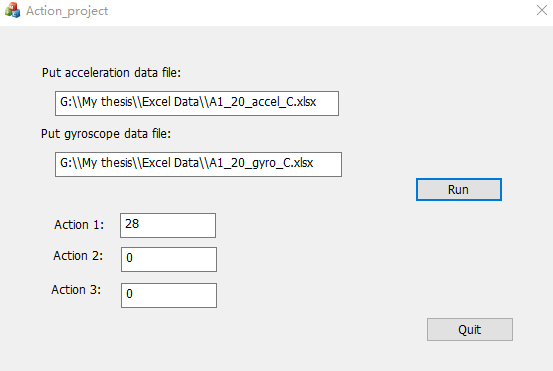 Action_project
Put acceleration data file:
G:\\My thesis\\Excel Data\\A1_20_accel_C.xlsx
Put gyroscope data file:
G:\\My thesis\\Excel Data\\A1_20_gyro_C.xlsx
Run
Action 1: 28
Action 2: 0
Action 3: 0
Quit